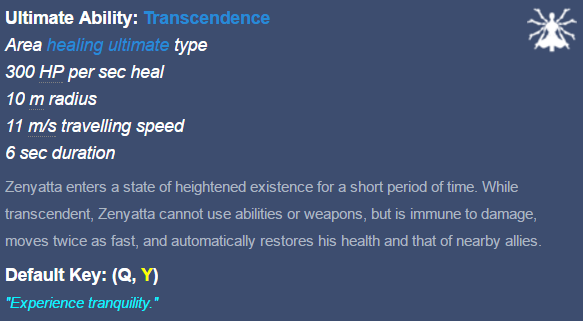 Ultimate Ability: Transcendence
Area healing ultimate type
300 HP per sec heal
10 m radius
11 m/s travelling speed
6 sec duration
Zenyatta enters a state of heightened existence for a short period of time. While
transcendent, Zenyatta cannot use abilities or weapons, but is immune to damage,
moves twice as fast, and automatically restores his health and that of nearby allies.
Default Key: (Q, Y)
"Experience tranquility."